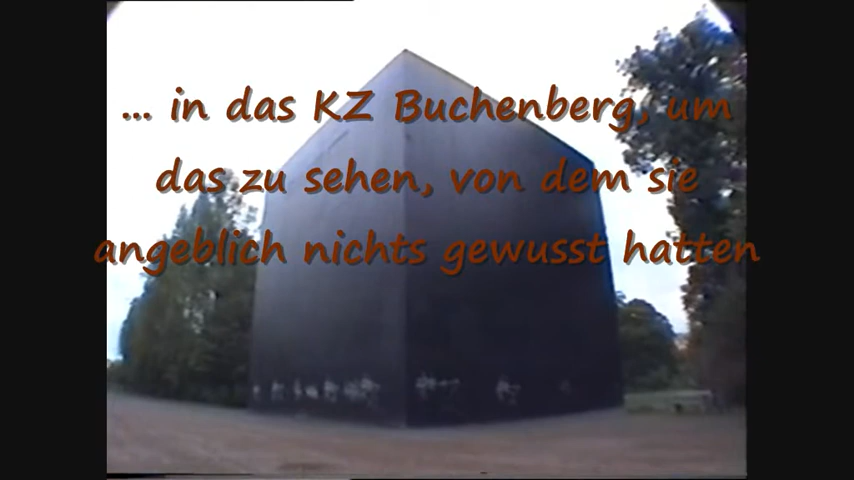 ... in das KZ Buchenberg, um
das zu sehen, von dem sie
angeblich nichts gewusst hatten